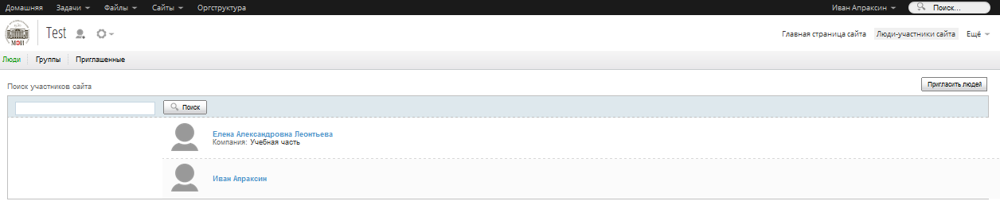 Домашняя Задачи Файлы Сайты Оргструктура Иван Апраксин Поиск...
МЭИ Test Главная страница сайта Люди-участники сайта Ещё
Люди Группы Приглашенные
Поиск участников сайта Пригласить людей
Поиск
Елена Александровна Леонтьева
Компания: Учебная часть
Иван Апраксин